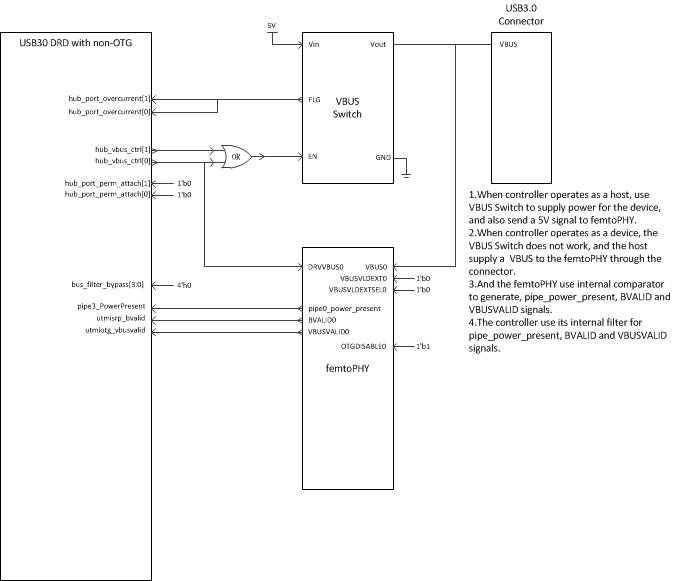 USB3.0
Connector
5V
USB30 DRD with non-OTG
Vin
Vout
VBUS
hub_port_overcurrent[1]
hub_port_overcurrent[0]
FLG
VBUS
Switch
hub_vbus_ctrl[1]
hub_vbus_ctrl[0]
OR
EN
GND
hub_port_perm_attach[1]
1'b0
hub_port_perm_attach[0]
1'b0
1.When controller operates as a host, use
VBUS Switch to supply power for the device,
and also send a 5V signal to femtoPHY.
2.When controller operates as a device, the
VBUS Switch does not work, and the host
supply a VBUS to the femtoPHY through the
connector.
3.And the femtoPHY use internal comparator
to generate, pipe_power_present, BVALID and
VBUSVALID signals.
4.The controller use its internal filter for
pipe_power_present, BVALID and VBUSVALID
signals.
DRVVBUS0
VBUS0
VBUSVLDEXT0
1'b0
bus_filter_bypass[3:0]
4'h0
VBUSVLDEXTSEL0
1'b0
pipe3_PowerPresent
pipe0_power_present
utmisrp_bvalid
BVALID0
utmiotg_vbusvalid
VBUSVALID0
OTGDISABLE0
1'b1
femtoPHY